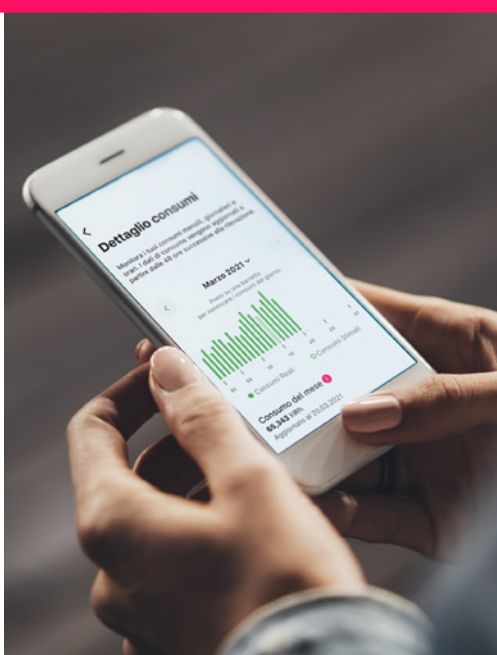 Dettaglio consumi
Monitora i tuoi consumi mensili, giornalieri e
orari. I dati di consumo vengono aggiornati a
partire dalle 48 ore successive alla rilevazione.
Marzo 2021
Premi su una barretta
per conoscere i consumi del giorno.
Consumi Reali
Consumi Stimati
Consumo del mese
65,343 kWh
Aggiornato al 20.03.2021